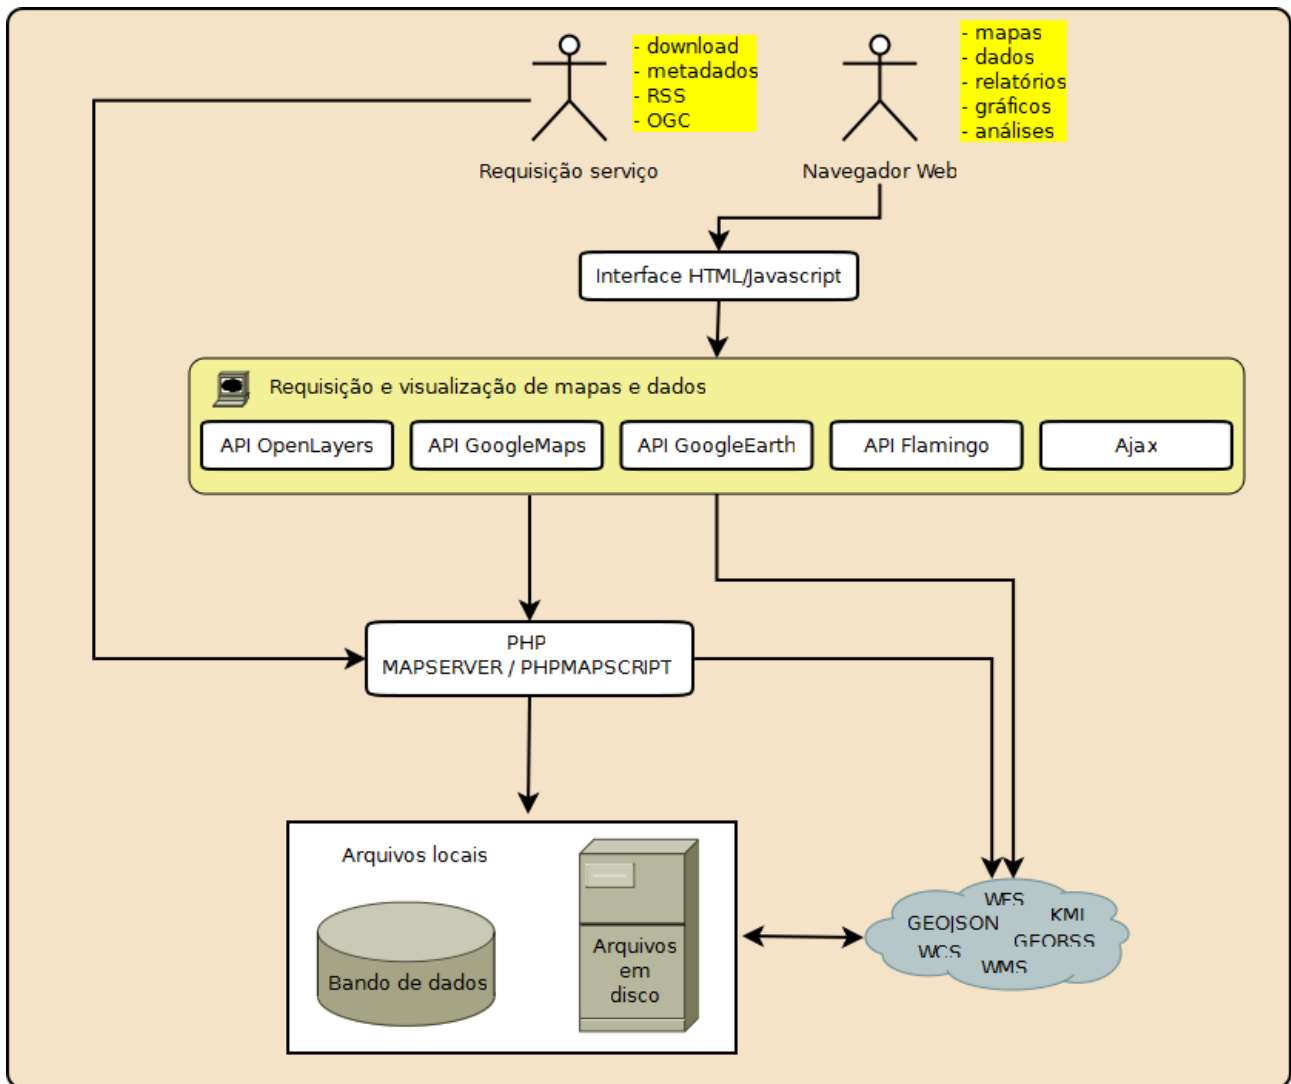 - download
- metadados
- RSS
- OGC
Requisição serviço
- mapas
- dados
- relatórios
- gráficos
- análises
Navegador Web
Interface HTML/Javascript
Requisição e visualização de mapas e dados
API OpenLayers
API GoogleMaps
API GoogleEarth
API Flamingo
Ajax
PHP
MAPSERVER / PHPMAPSCRIPT
Arquivos locais
Bando de dados
Arquivos
em
disco
WFS
GEOJSON
KML
GEORSS
WCS
WMS